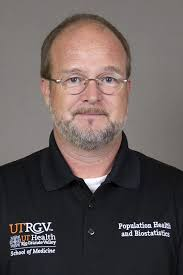 UTRGV
UT Health
Rio Grande Valley
School of Medicine
Population Health
and Biostatistics